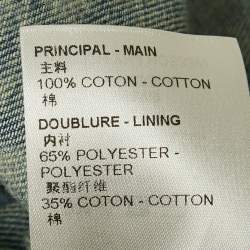 PRINCIPAL - MAIN
主料
100% COTON - COTTON
棉
DOUBLURE - LINING
内衬
65% POLYESTER -
POLYESTER
聚酯纤维
35% COTON - COTTON
棉